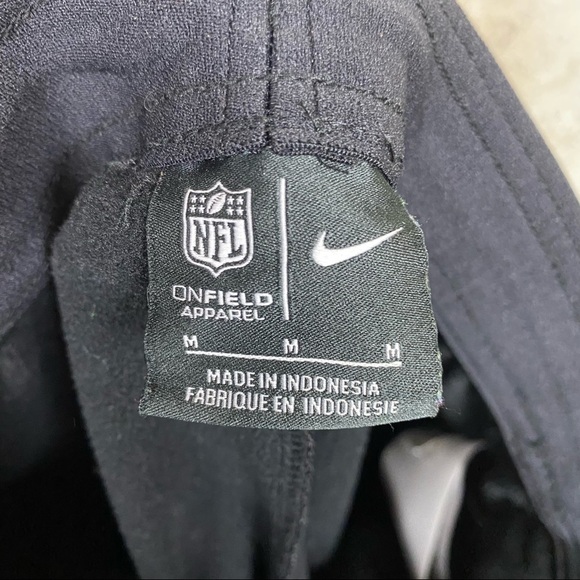 NFL
ONFIELD
APPAREL
M M M
MADE IN INDONESIA
FABRIQUE EN INDONESIE